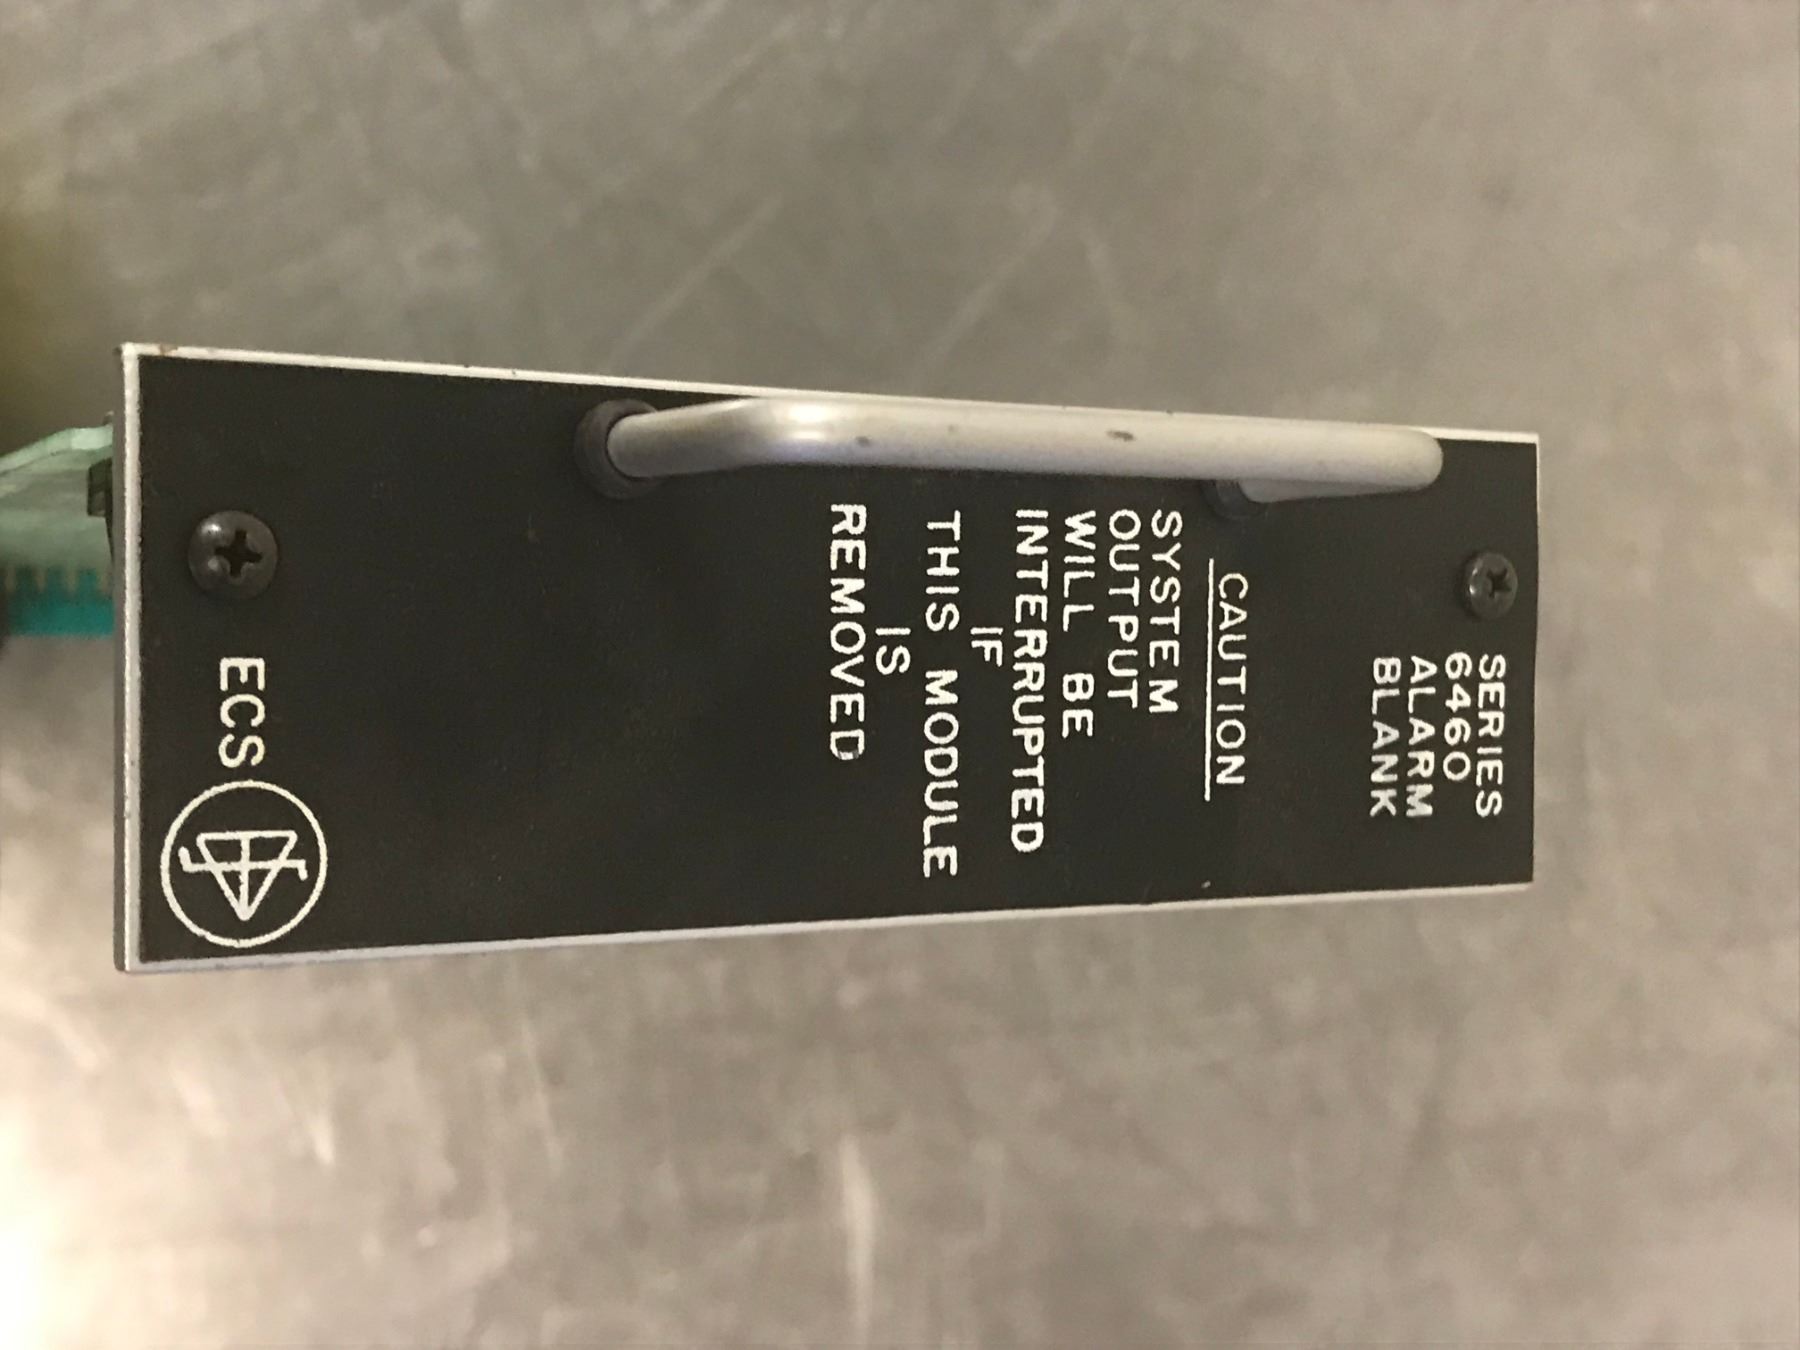 SERIES
6460
ALARM
BLANK
CAUTION
SYSTEM
OUTPUT
WILL BE
INTERRUPTED
IF
THIS MODULE
IS
REMOVED
ECS